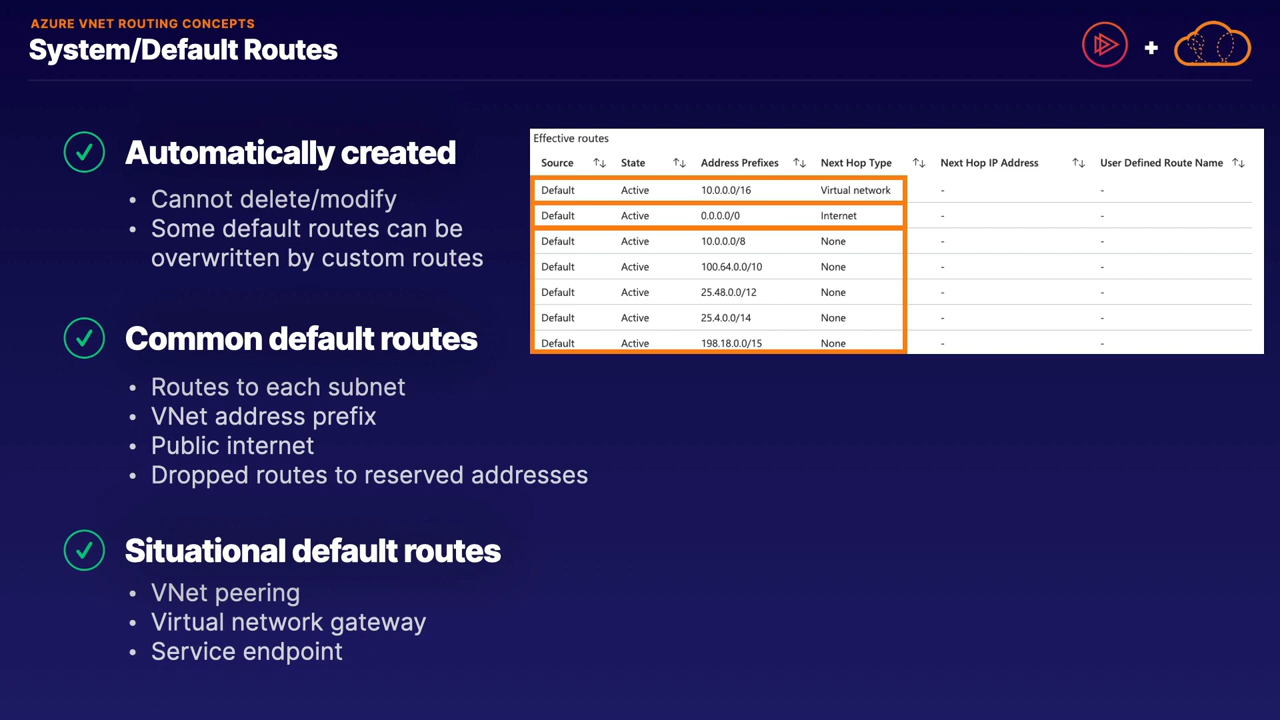 AZURE VNET ROUTING CONCEPTS
System/Default Routes
+
Automatically created
• Cannot delete/modify
• Some default routes can be
overwritten by custom routes
Common default routes
• Routes to each subnet
• VNet address prefix
• Public internet
• Dropped routes to reserved addresses
Situational default routes
• VNet peering
• Virtual network gateway
• Service endpoint
Effective routes
Source ↑↓ State ↑↓ Address Prefixes ↑↓ Next Hop Type ↑↓ Next Hop IP Address ↑↓ User Defined Route Name ↑↓
Default Active 10.0.0.0/16 Virtual network - -
Default Active 0.0.0.0/0 Internet - -
Default Active 10.0.0.0/8 None - -
Default Active 100.64.0.0/10 None - -
Default Active 25.48.0.0/12 None - -
Default Active 25.4.0.0/14 None - -
Default Active 198.18.0.0/15 None - -